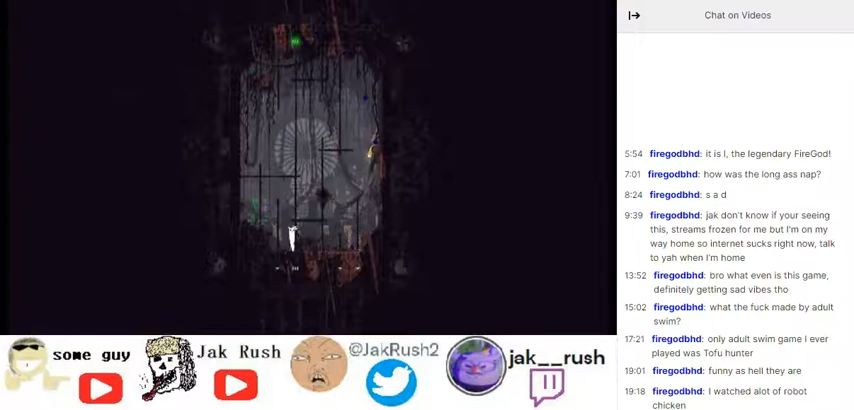 Chat on Videos
5:54 firegodbhd: it is I, the legendary FireGod!
7:01 firegodbhd: how was the long ass nap?
8:24 firegodbhd: s a d
9:39 firegodbhd: jak don't know if your seeing
this, streams frozen for me but I'm on my
way home so internet sucks right now, talk
to yah when I'm home
13:52 firegodbhd: bro what even is this game,
definitely getting sad vibes tho
15:02 firegodbhd: what the fuck made by adult
swim?
17:21 firegodbhd: only adult swim game I ever
played was Tofu hunter
19:01 firegodbhd: funny as hell they are
19:18 firegodbhd: I watched alot of robot
chicken
some guy
Jak Rush
@JakRush2
jak__rush